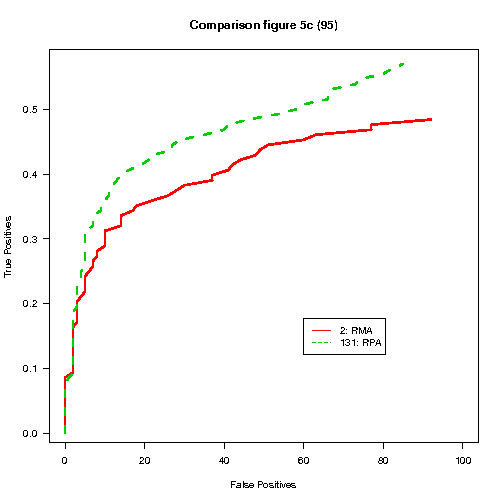 Comparison figure 5c (95)
True Positives
0.5
0.4
0.3
0.2
0.1
0.0
2: RMA
131: RPA
0 20 40 60 80 100
False Positives